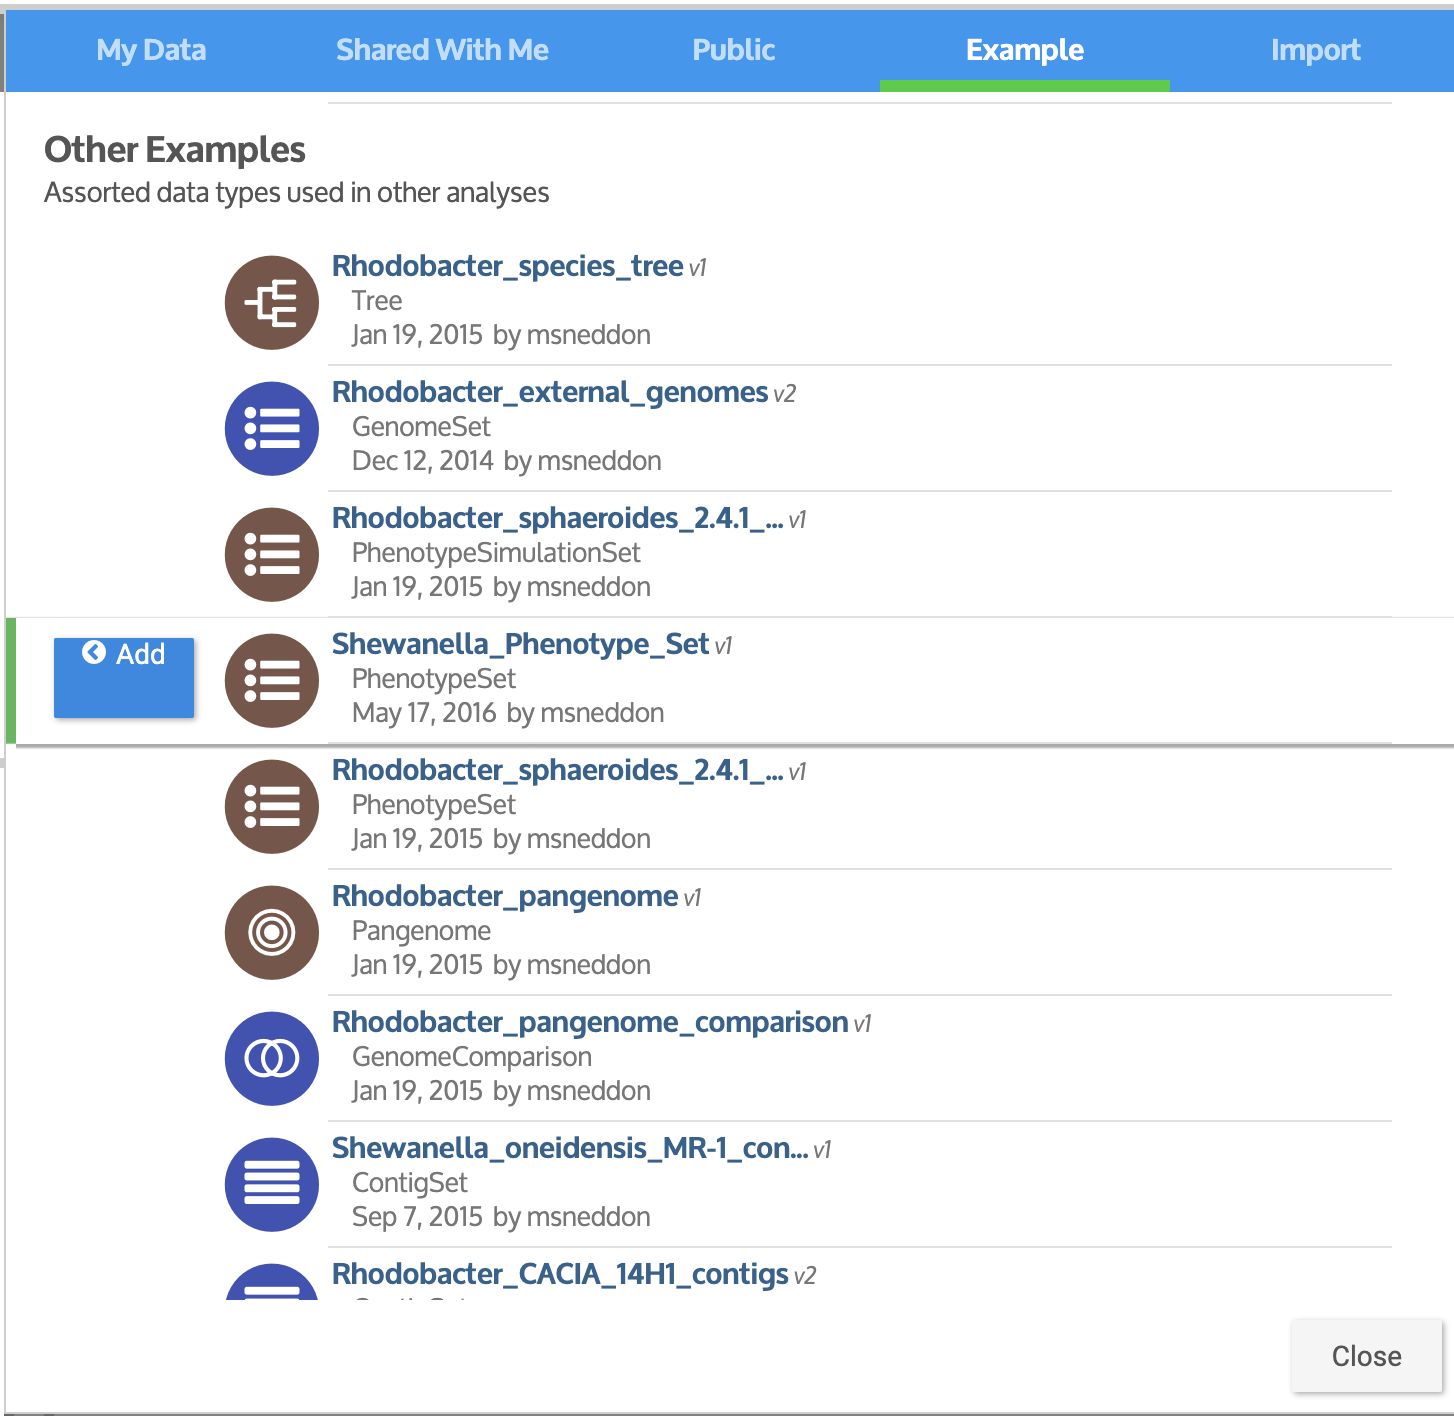 My Data
Shared With Me
Public
Example
Import
Other Examples
Assorted data types used in other analyses
Rhodobacter_species_tree v1
Tree
Jan 19, 2015 by msneddon
Rhodobacter_external_genomes v2
GenomeSet
Dec 12, 2014 by msneddon
Rhodobacter_sphaeroides_2.4.1_... v1
PhenotypeSimulationSet
Jan 19, 2015 by msneddon
Add
Shewanella_Phenotype_Set v1
PhenotypeSet
May 17, 2016 by msneddon
Rhodobacter_sphaeroides_2.4.1_... v1
PhenotypeSet
Jan 19, 2015 by msneddon
Rhodobacter_pangenome v1
Pangenome
Jan 19, 2015 by msneddon
Rhodobacter_pangenome_comparison v1
GenomeComparison
Jan 19, 2015 by msneddon
Shewanella_oneidensis_MR-1_con... v1
ContigSet
Sep 7, 2015 by msneddon
Rhodobacter_CACIA_14H1_contigs v2
Close